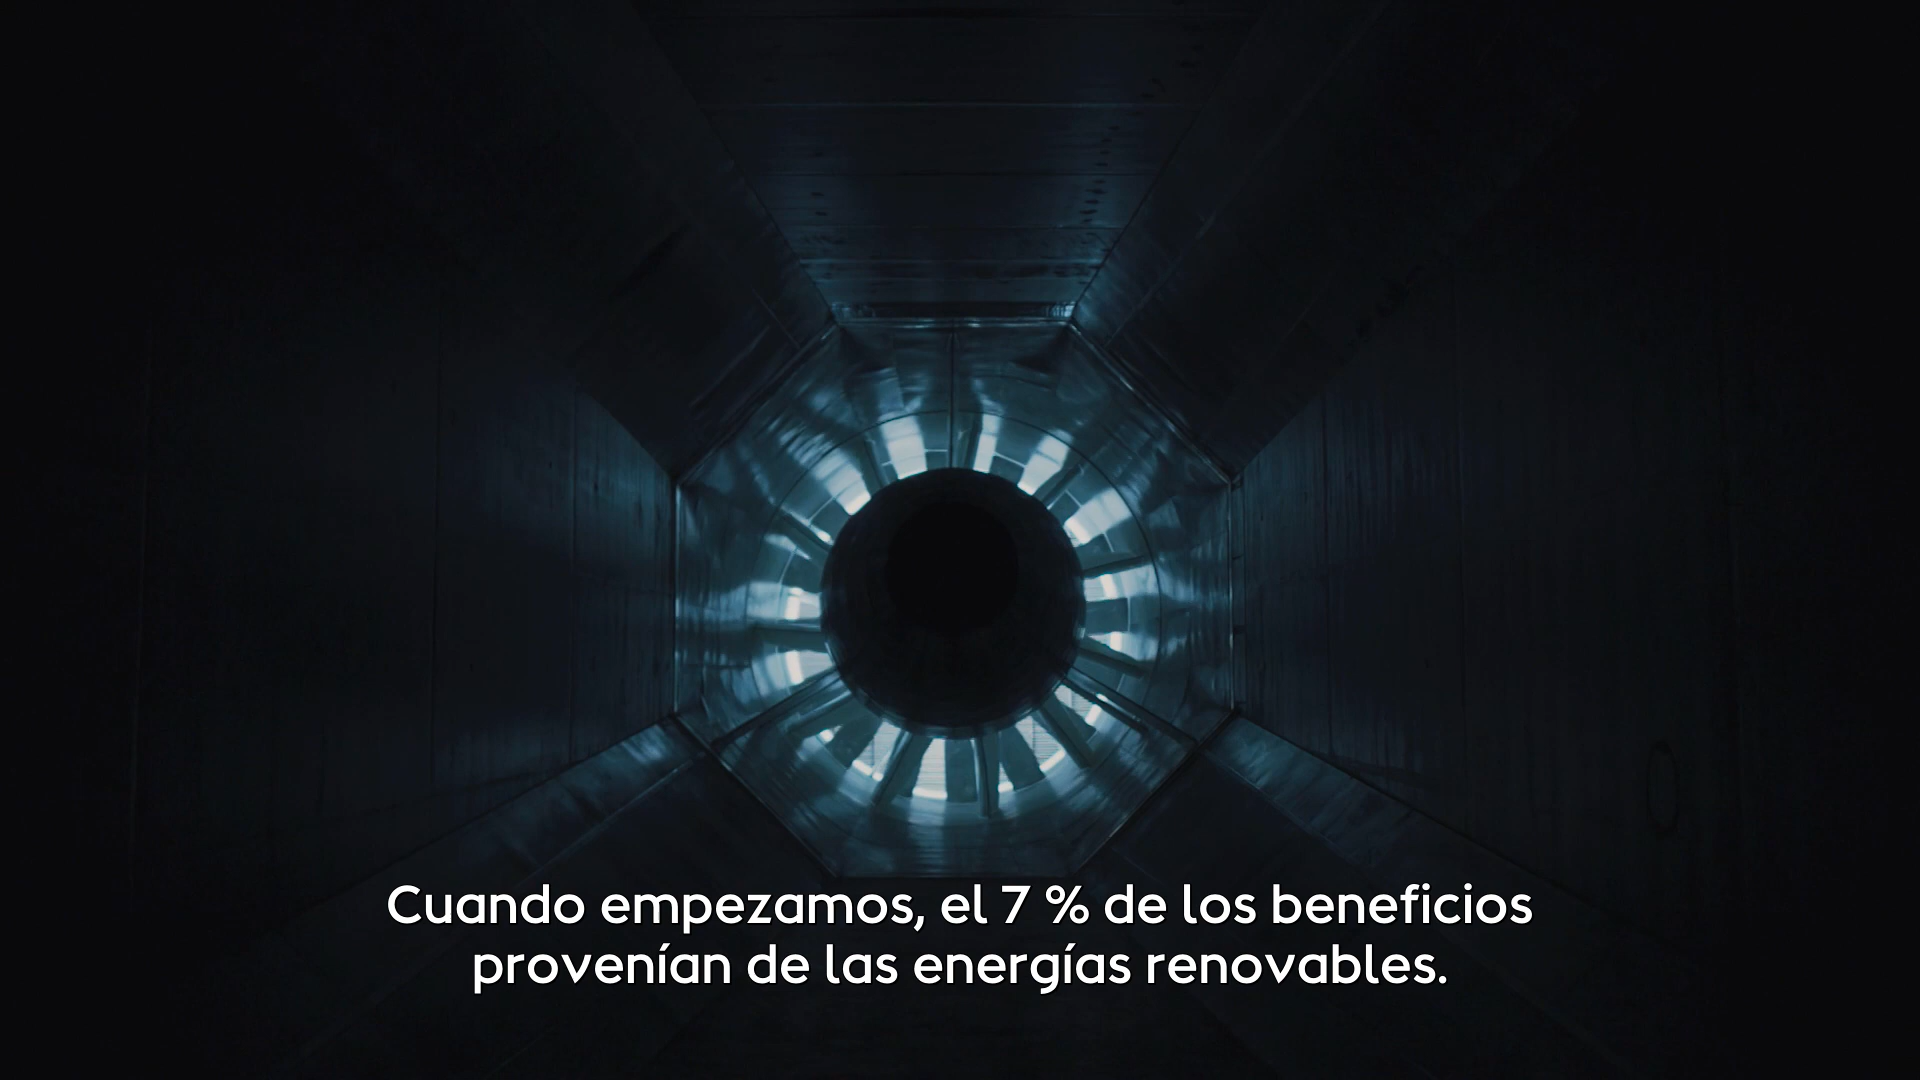 Cuando empezamos, el 7 % de los beneficios
provenían de las energías renovables.